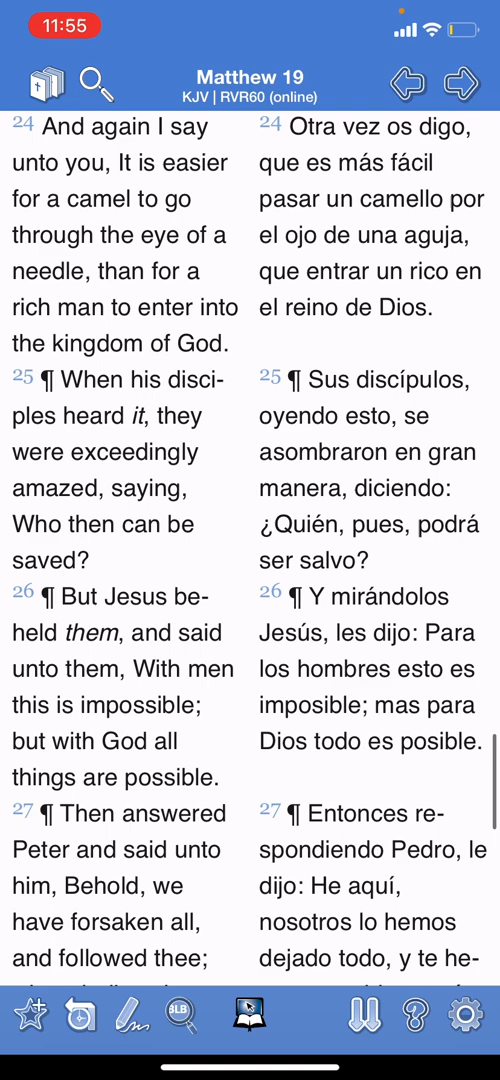 11:55
Matthew 19
KJV | RVR60 (online)
24 And again I say
unto you, It is easier
for a camel to go
through the eye of a
needle, than for a
rich man to enter into
the kingdom of God.
25 ¶ When his disci-
ples heard it, they
were exceedingly
amazed, saying,
Who then can be
saved?
26 ¶ But Jesus be-
held them, and said
unto them, With men
this is impossible;
but with God all
things are possible.
27 ¶ Then answered
Peter and said unto
him, Behold, we
have forsaken all,
and followed thee;
24 Otra vez os digo,
que es más fácil
pasar un camello por
el ojo de una aguja,
que entrar un rico en
el reino de Dios.
25 ¶ Sus discípulos,
oyendo esto, se
asombraron en gran
manera, diciendo:
¿Quién, pues, podrá
ser salvo?
26 ¶ Y mirándolos
Jesús, les dijo: Para
los hombres esto es
imposible; mas para
Dios todo es posible.
27 ¶ Entonces re-
spondiendo Pedro, le
dijo: He aquí,
nosotros lo hemos
dejado todo, y te he-
BLB